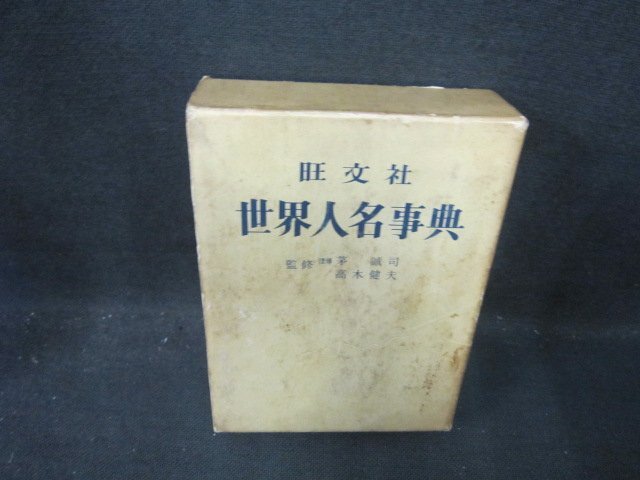 旺文社
世界人名事典
監修 茅 誠司
高木健夫